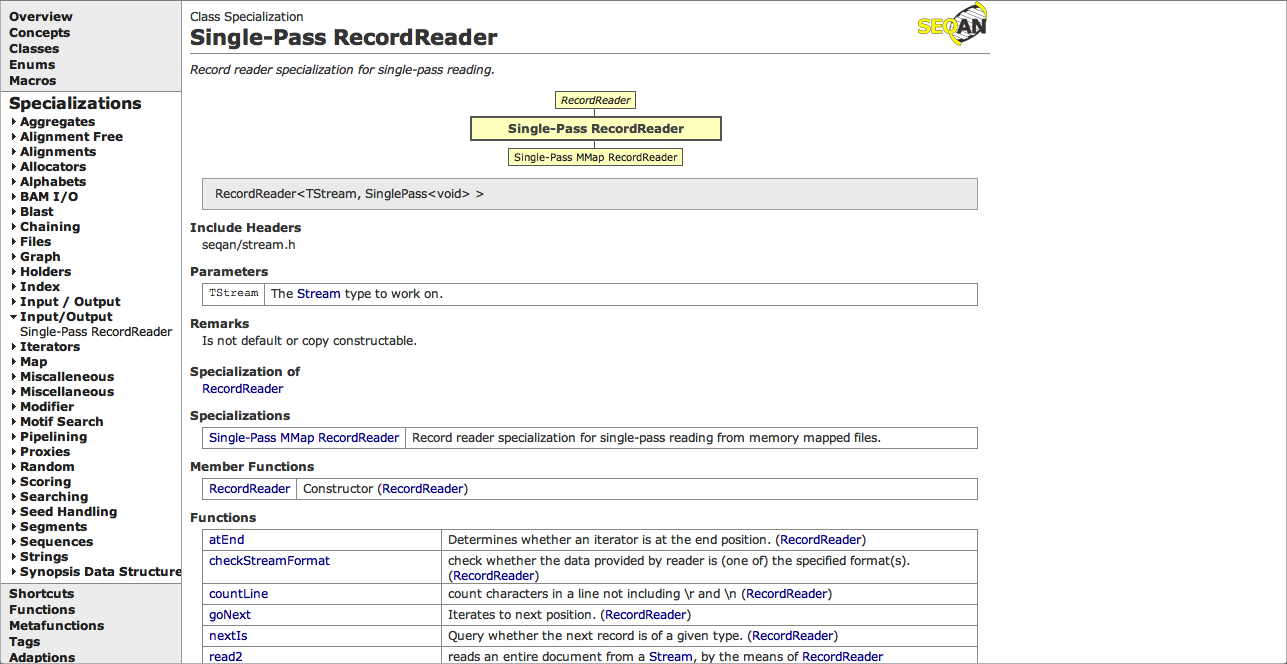 Overview
Concepts
Classes
Enums
Macros
Specializations
Aggregates
Alignment Free
Alignments
Allocators
Alphabets
BAM I/O
Blast
Chaining
Files
Graph
Holders
Index
Input / Output
Input/Output
Single-Pass RecordReader
Iterators
Map
Miscalleneous
Miscellaneous
Modifier
Motif Search
Pipelining
Proxies
Random
Scoring
Searching
Seed Handling
Segments
Sequences
Strings
Synopsis Data Structure
Shortcuts
Functions
Metafunctions
Tags
Adaptions
Class Specialization
SEQAN
Single-Pass RecordReader
Record reader specialization for single-pass reading.
RecordReader
Single-Pass RecordReader
Single-Pass MMap RecordReader
RecordReader<TStream, SinglePass<void> >
Include Headers
seqan/stream.h
Parameters
TStream The Stream type to work on.
Remarks
Is not default or copy constructable.
Specialization of
RecordReader
Specializations
Single-Pass MMap RecordReader Record reader specialization for single-pass reading from memory mapped files.
Member Functions
RecordReader Constructor (RecordReader)
Functions
atEnd Determines whether an iterator is at the end position. (RecordReader)
checkStreamFormat check whether the data provided by reader is (one of) the specified format(s).
(RecordReader)
countLine count characters in a line not including \r and \n (RecordReader)
goNext Iterates to next position. (RecordReader)
nextIs Query whether the next record is of a given type. (RecordReader)
read2 reads an entire document from a Stream, by the means of RecordReader